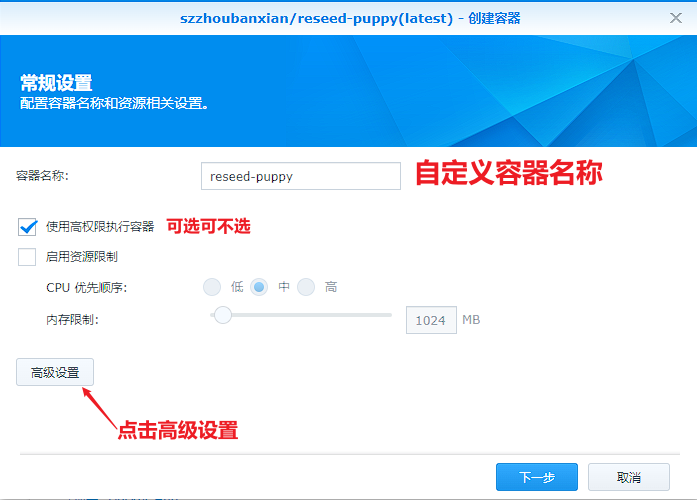 szzhoubanxian/reseed-puppy(latest) - 创建容器
常规设置
配置容器名称和资源相关设置。
容器名称: reseed-puppy 自定义容器名称
使用高权限执行容器 可选可不选
启用资源限制
CPU 优先顺序: 低 中 高
内存限制: 1024 MB
高级设置
点击高级设置
下一步 取消